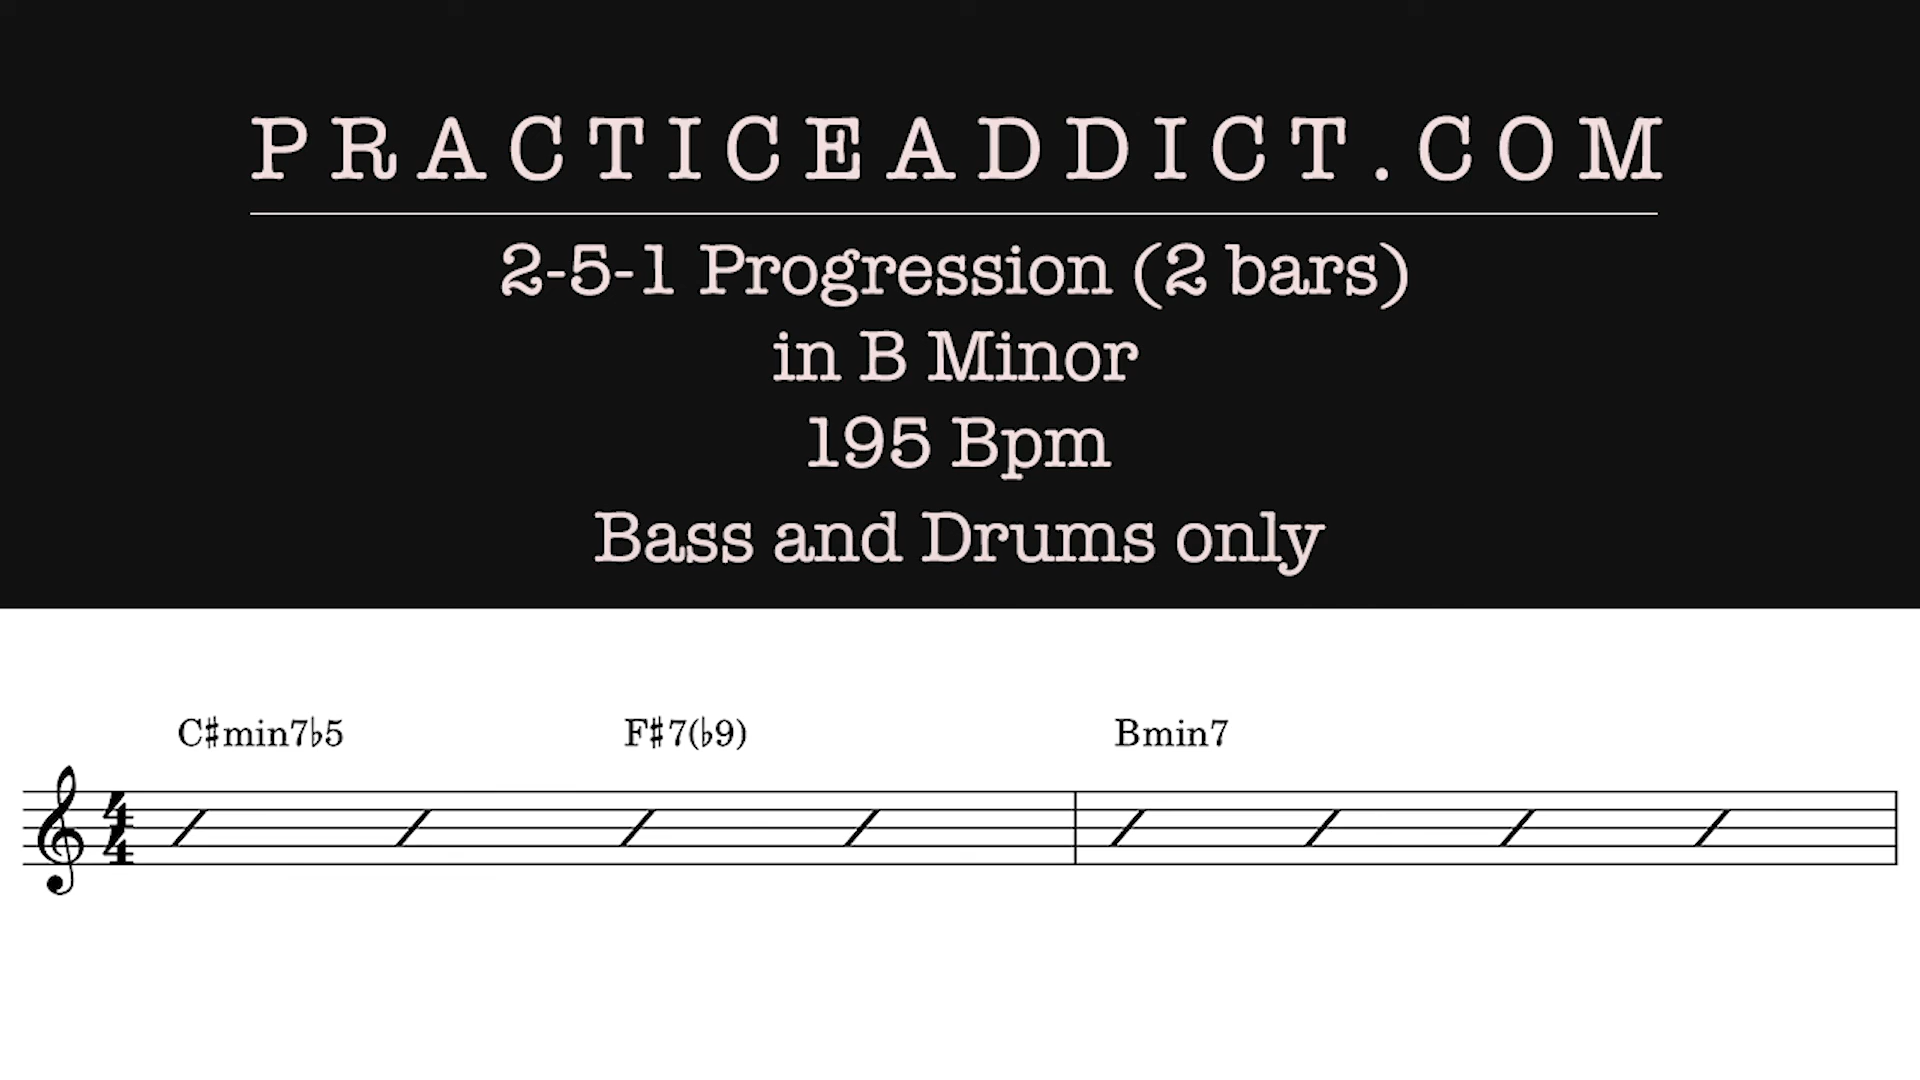 PRACTICEADDICT.COM
2-5-1 Progression (2 bars)
in B Minor
195 Bpm
Bass and Drums only
C♯min7♭5 F♯7(♭9) Bmin7
4
4